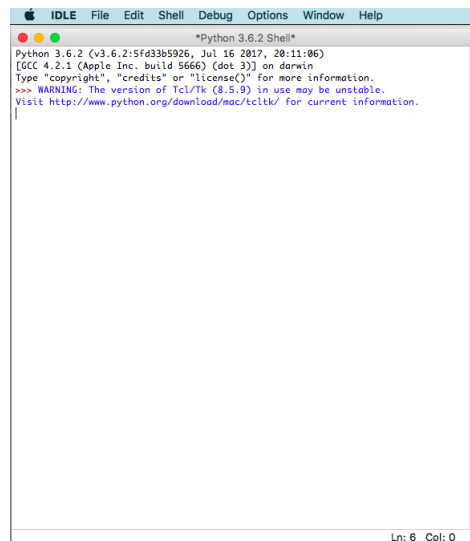 IDLE File Edit Shell Debug Options Window Help
*Python 3.6.2 Shell*
Python 3.6.2 (v3.6.2:5fd33b5926, Jul 16 2017, 20:11:06)
[GCC 4.2.1 (Apple Inc. build 5666) (dot 3)] on darwin
Type "copyright", "credits" or "license()" for more information.
>>> WARNING: The version of Tcl/Tk (8.5.9) in use may be unstable.
Visit http://www.python.org/download/mac/tcltk/ for current information.
Ln: 6 Col: 0